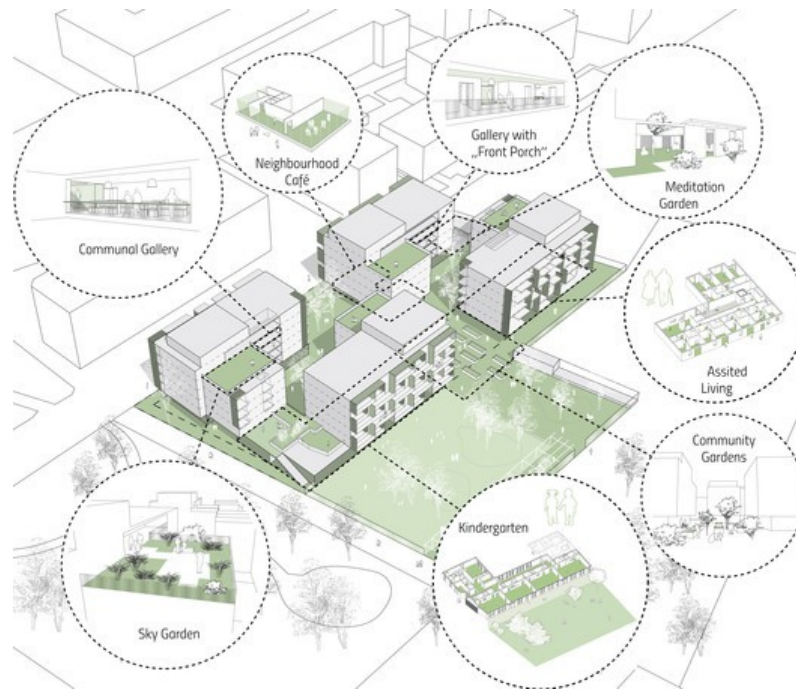 Neighbourhood
Café
Gallery with
„Front Porch“
Meditation
Garden
Communal Gallery
Assited
Living
Community
Gardens
Kindergarten
Sky Garden